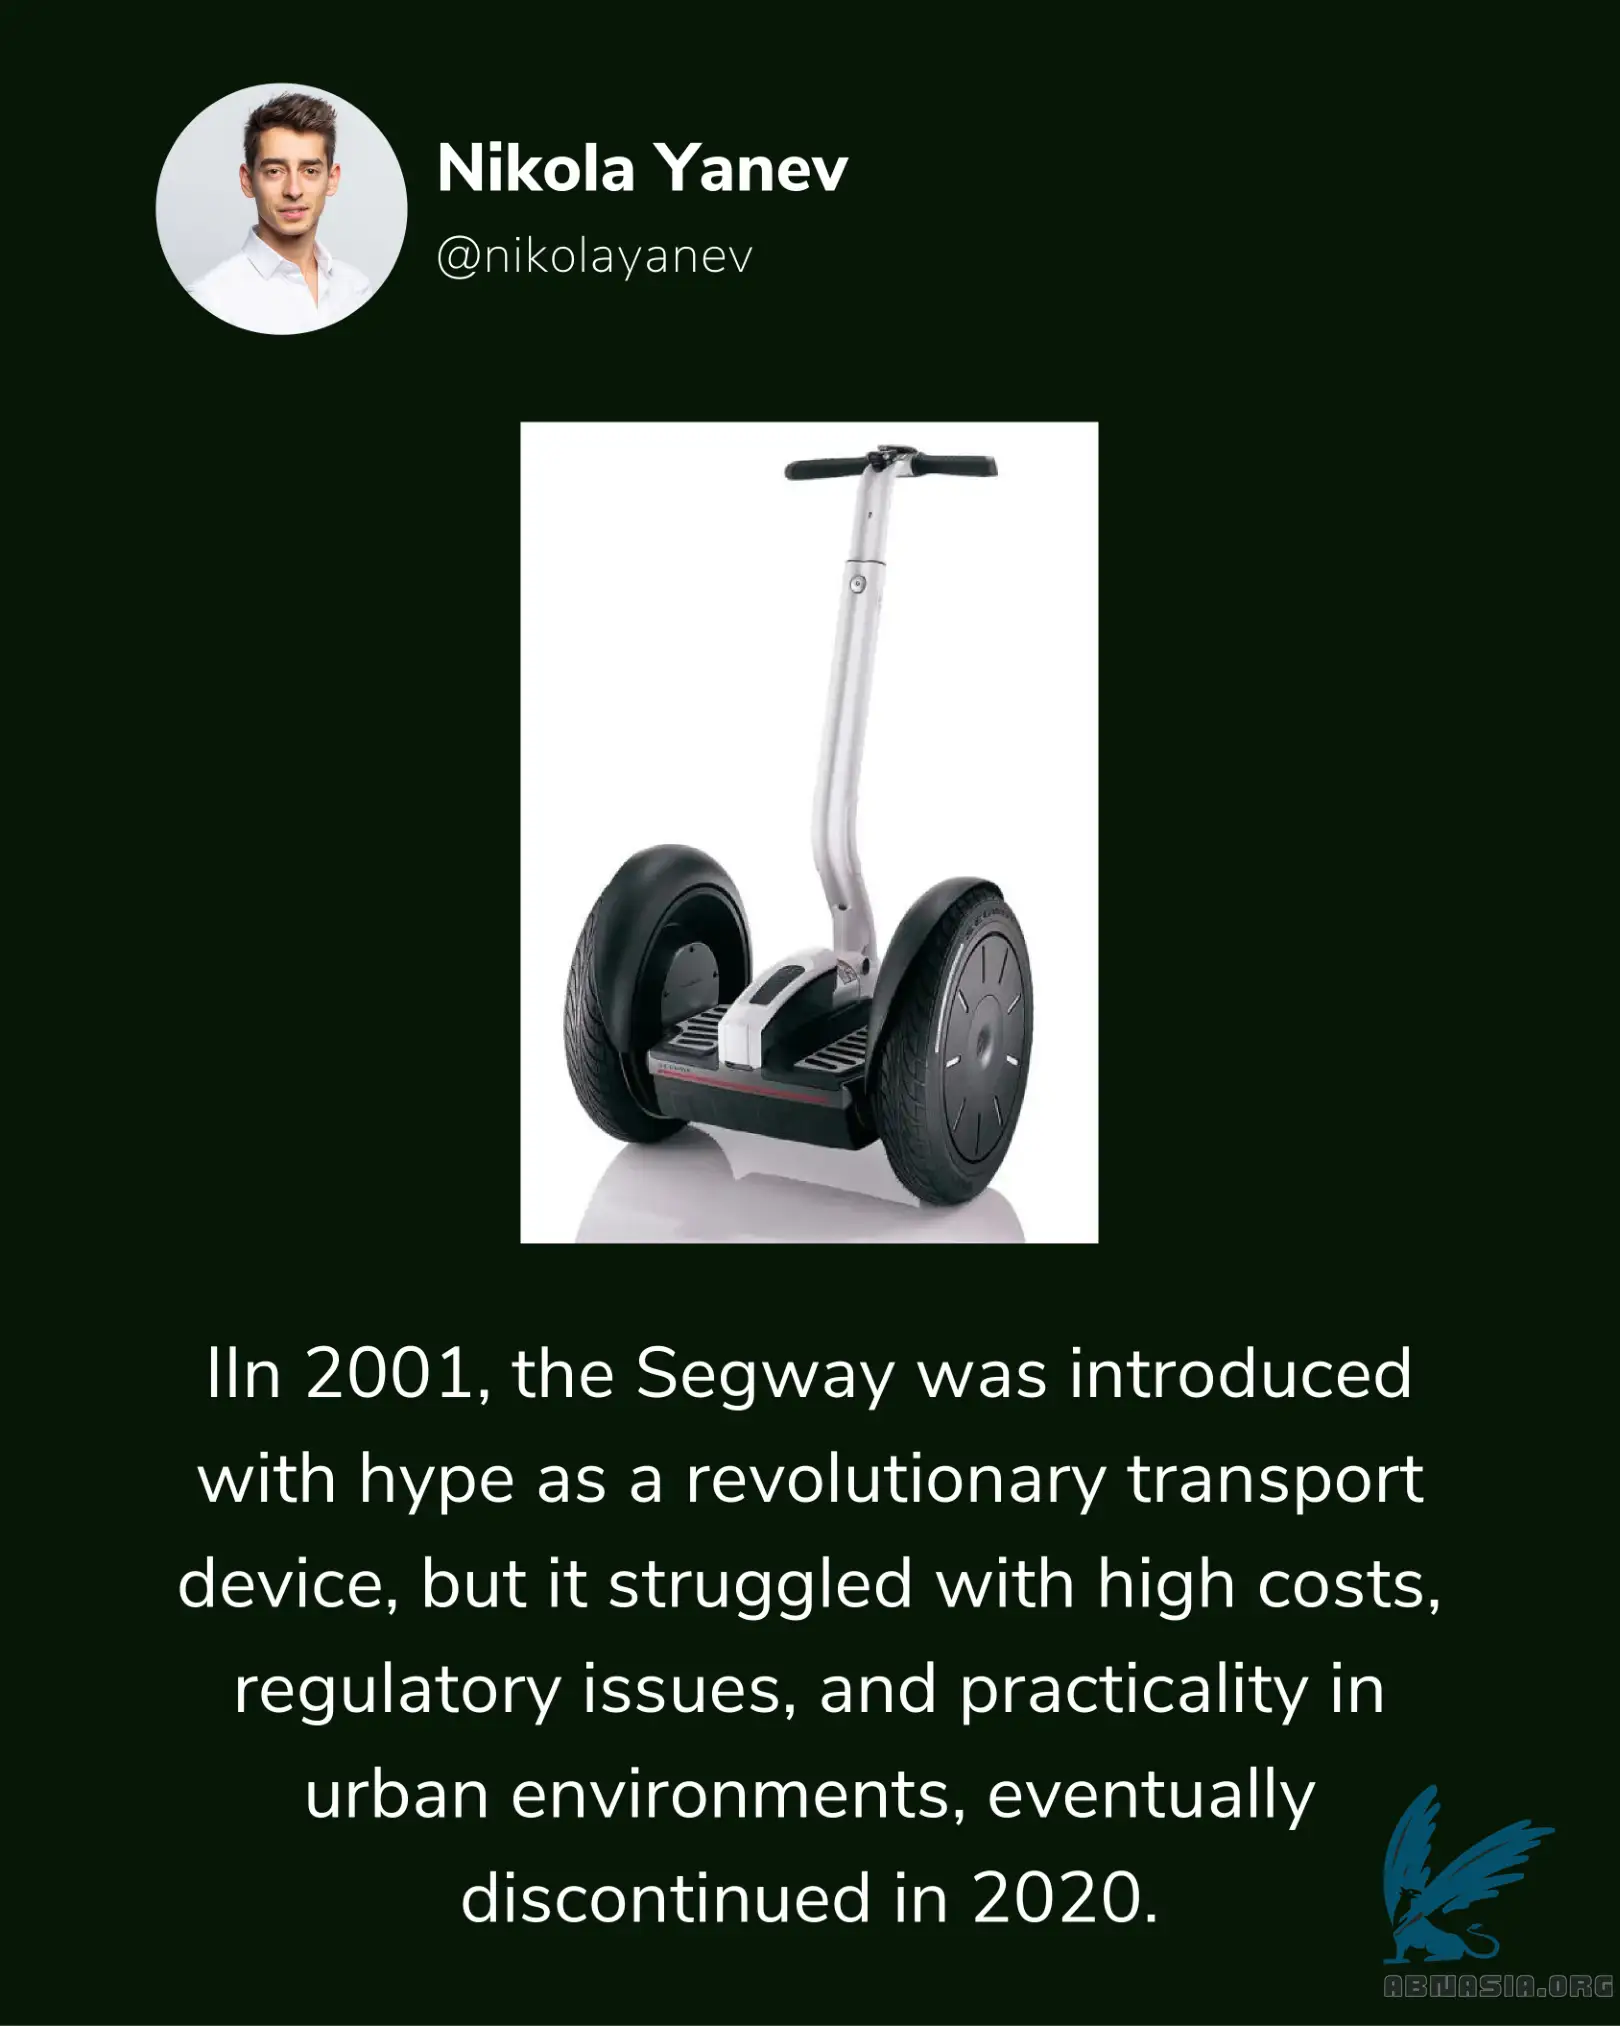 Nikola Yanev
@nikolayanev
IIn 2001, the Segway was introduced
with hype as a revolutionary transport
device, but it struggled with high costs,
regulatory issues, and practicality in
urban environments, eventually
discontinued in 2020.
ABNASIA.ORG